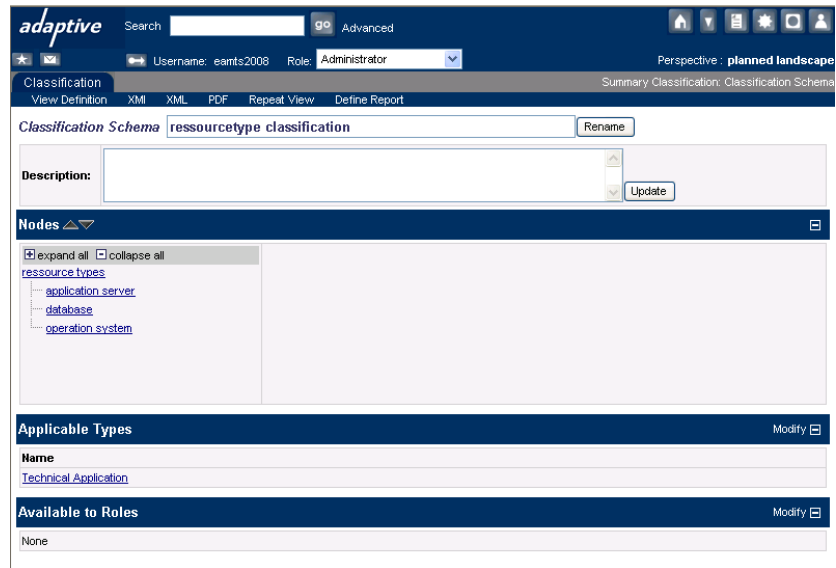 adaptive Search go Advanced
Username: eamts2008 Role: Administrator Perspective : planned landscape
Classification Summary Classification: Classification Schema
View Definition XMI XML PDF Repeat View Define Report
Classification Schema ressourcetype classification Rename
Description: Update
Nodes
expand all collapse all
ressource types
application server
database
operation system
Applicable Types Modify
Name
Technical Application
Available to Roles Modify
None